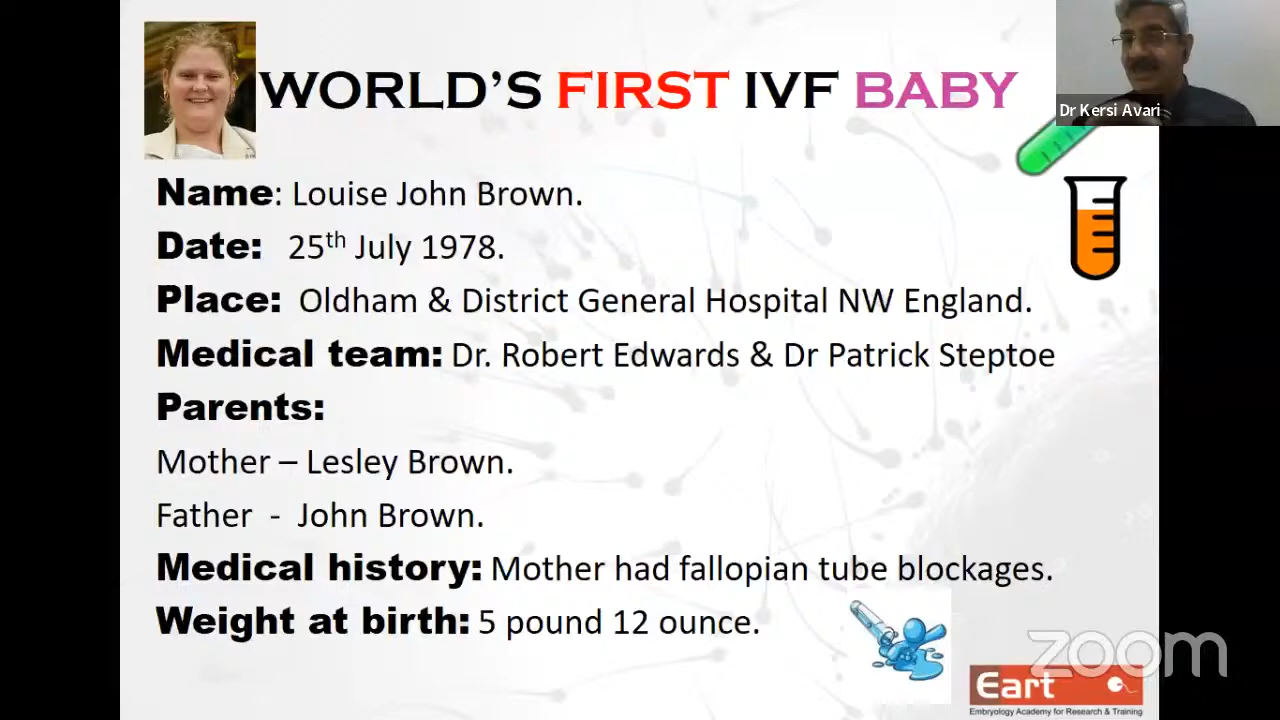 WORLD'S FIRST IVF BABY
Dr Kersi Avari
Name: Louise John Brown.
Date: 25th July 1978.
Place: Oldham & District General Hospital NW England.
Medical team: Dr. Robert Edwards & Dr Patrick Steptoe
Parents:
Mother – Lesley Brown.
Father - John Brown.
Medical history: Mother had fallopian tube blockages.
Weight at birth: 5 pound 12 ounce.
zoom
Eart
Embryology Academy for Research & Training